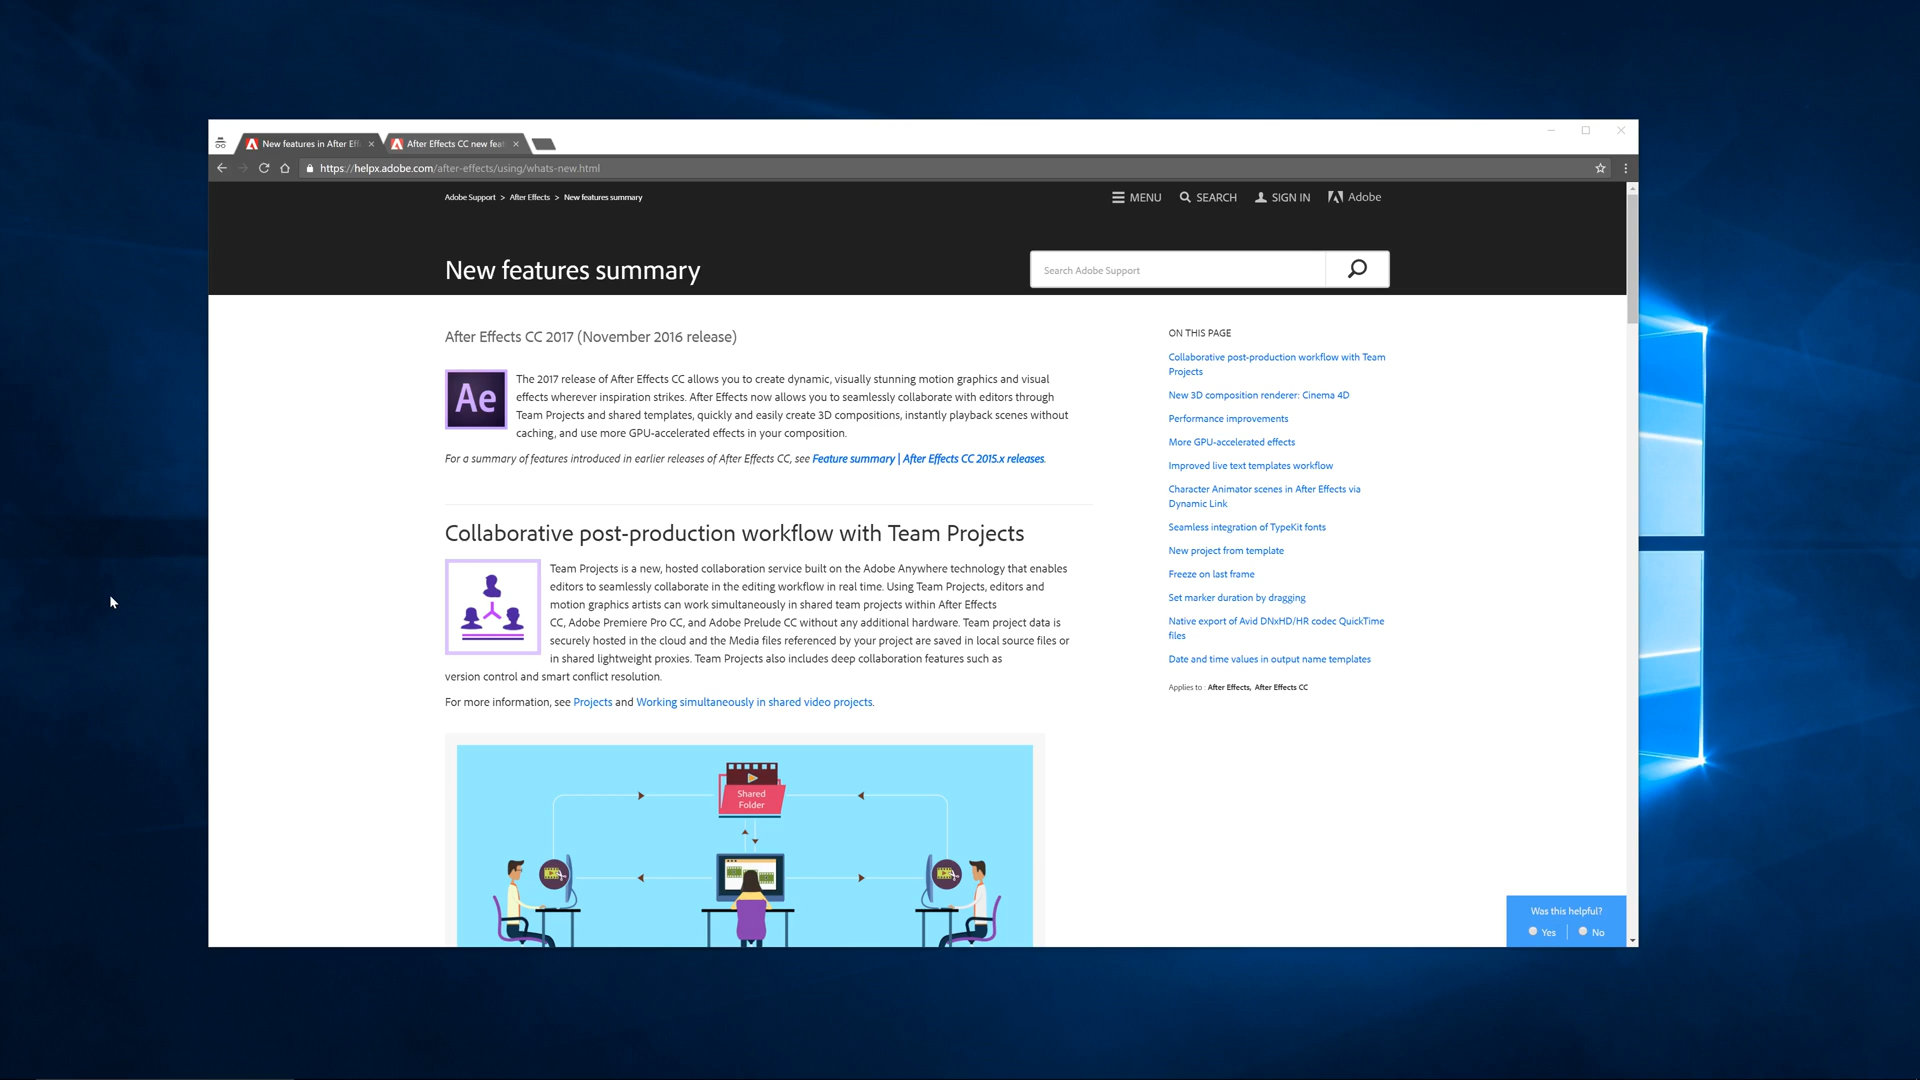 New features in After Eff
After Effects CC new feat
https://helpx.adobe.com/after-effects/using/whats-new.html
Adobe Support > After Effects > New features summary
MENU SEARCH SIGN IN Adobe
New features summary
Search Adobe Support
After Effects CC 2017 (November 2016 release)
Ae
The 2017 release of After Effects CC allows you to create dynamic, visually stunning motion graphics and visual
effects wherever inspiration strikes. After Effects now allows you to seamlessly collaborate with editors through
Team Projects and shared templates, quickly and easily create 3D compositions, instantly playback scenes without
caching, and use more GPU-accelerated effects in your composition.
For a summary of features introduced in earlier releases of After Effects CC, see Feature summary | After Effects CC 2015.x releases.
Collaborative post-production workflow with Team Projects
Team Projects is a new, hosted collaboration service built on the Adobe Anywhere technology that enables
editors to seamlessly collaborate in the editing workflow in real time. Using Team Projects, editors and
motion graphics artists can work simultaneously in shared team projects within After Effects
CC, Adobe Premiere Pro CC, and Adobe Prelude CC without any additional hardware. Team project data is
securely hosted in the cloud and the Media files referenced by your project are saved in local source files or
in shared lightweight proxies. Team Projects also includes deep collaboration features such as
version control and smart conflict resolution.
For more information, see Projects and Working simultaneously in shared video projects.
Shared
Folder
ON THIS PAGE
Collaborative post-production workflow with Team
Projects
New 3D composition renderer: Cinema 4D
Performance improvements
More GPU-accelerated effects
Improved live text templates workflow
Character Animator scenes in After Effects via
Dynamic Link
Seamless integration of TypeKit fonts
New project from template
Freeze on last frame
Set marker duration by dragging
Native export of Avid DNxHD/HR codec QuickTime
files
Date and time values in output name templates
Applies to : After Effects, After Effects CC
Was this helpful?
Yes No